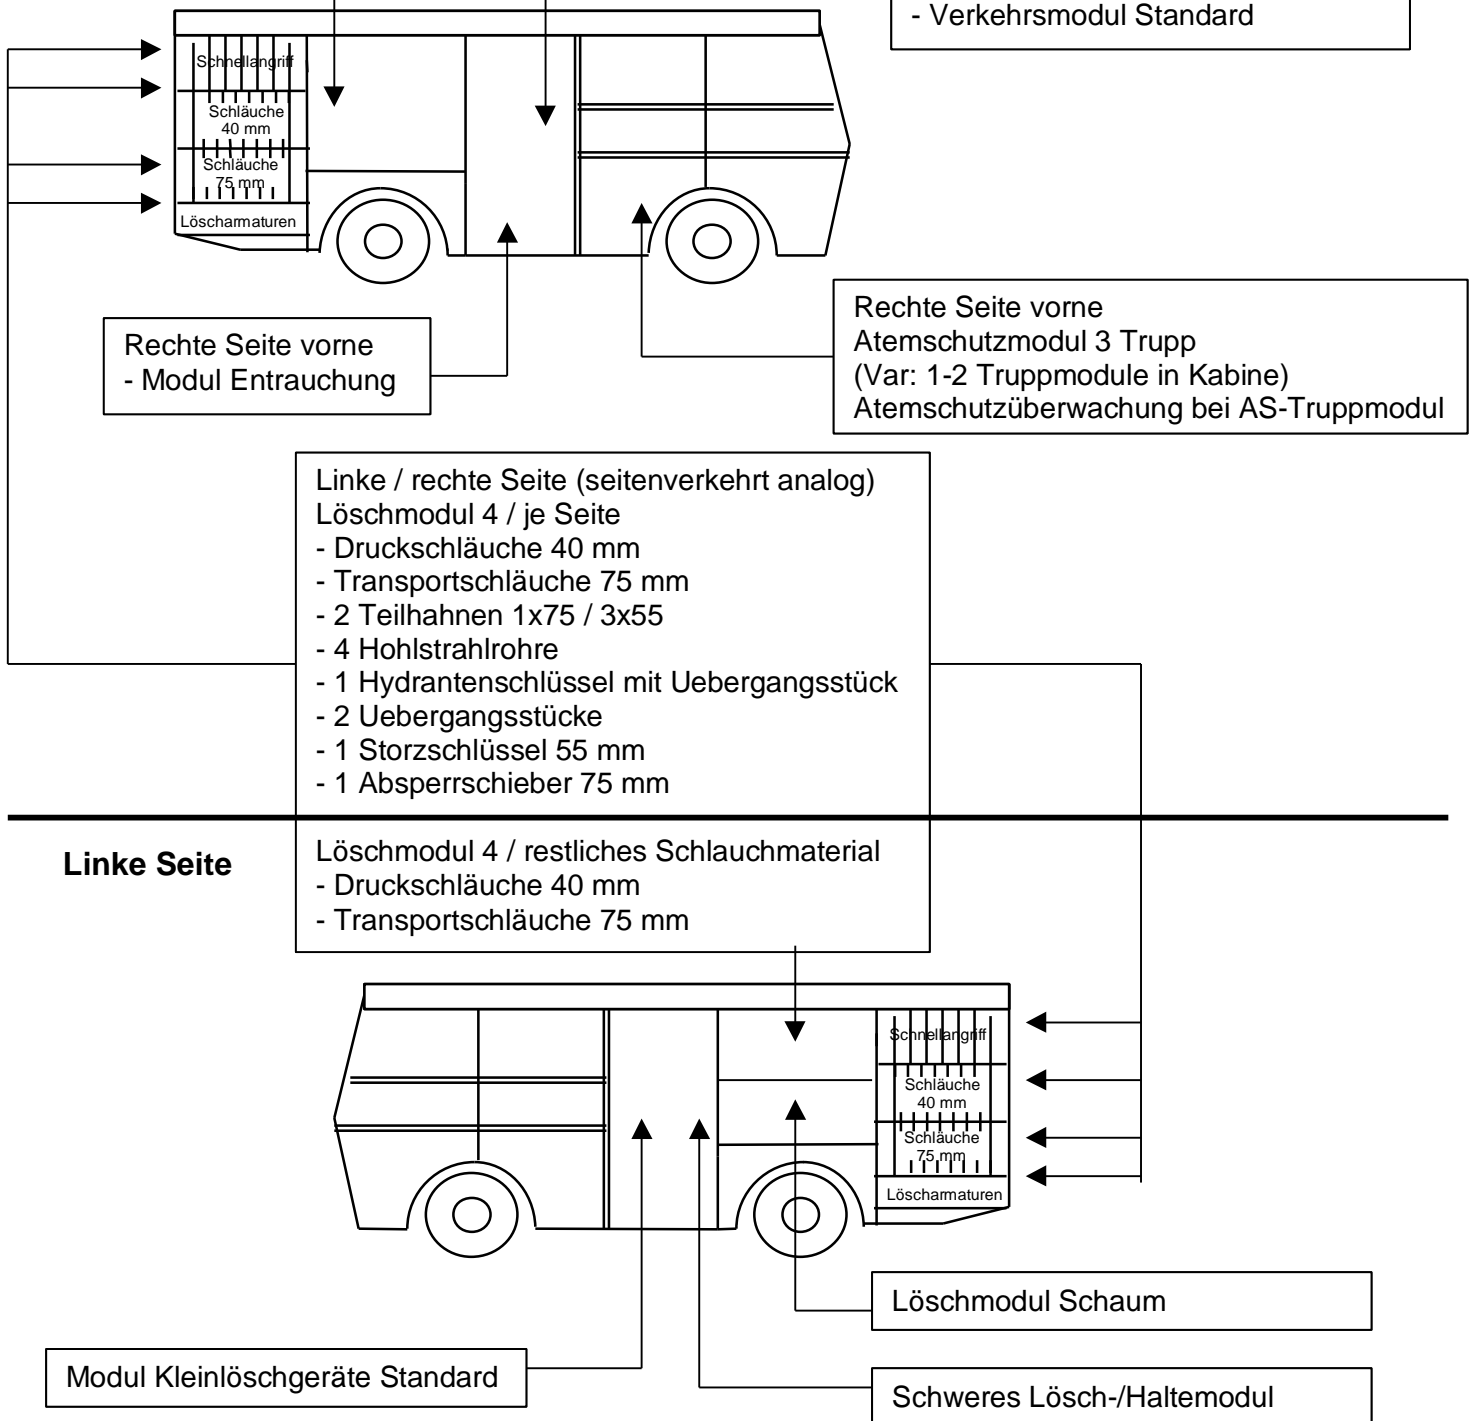 - Verkehrsmodul Standard
Schnellangriff
Schläuche
40 mm
Schläuche
75 mm
Löscharmaturen
Rechte Seite vorne
- Modul Entrauchung
Rechte Seite vorne
Atemschutzmodul 3 Trupp
(Var: 1-2 Truppmodule in Kabine)
Atemschutzüberwachung bei AS-Truppmodul
Linke / rechte Seite (seitenverkehrt analog)
Löschmodul 4 / je Seite
- Druckschläuche 40 mm
- Transportschläuche 75 mm
- 2 Teilhahnen 1x75 / 3x55
- 4 Hohlstrahlrohre
- 1 Hydrantenschlüssel mit Uebergangsstück
- 2 Uebergangsstücke
- 1 Storzschlüssel 55 mm
- 1 Absperrschieber 75 mm
Linke Seite
Löschmodul 4 / restliches Schlauchmaterial
- Druckschläuche 40 mm
- Transportschläuche 75 mm
Schnellangriff
Schläuche
40 mm
Schläuche
75 mm
Löscharmaturen
Löschmodul Schaum
Modul Kleinlöschgeräte Standard
Schweres Lösch-/Haltemodul